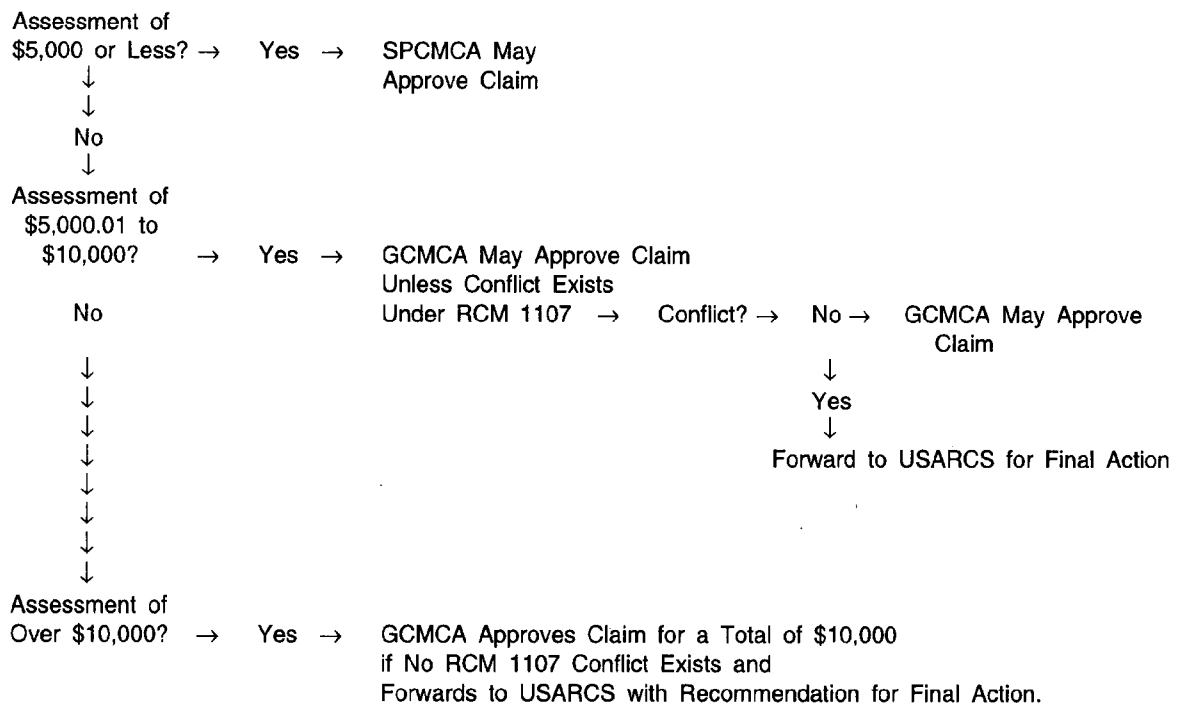 Assessment of
$5,000 or Less? → Yes → SPCMCA May
↓ Approve Claim
↓
No
↓
Assessment of
$5,000.01 to
$10,000? → Yes → GCMCA May Approve Claim
Unless Conflict Exists
No Under RCM 1107 → Conflict? → No → GCMCA May Approve
Claim
↓ ↓
↓ Yes
↓ ↓
↓ Forward to USARCS for Final Action
↓
↓
↓
↓
Assessment of
Over $10,000? → Yes → GCMCA Approves Claim for a Total of $10,000
if No RCM 1107 Conflict Exists and
Forwards to USARCS with Recommendation for Final Action.